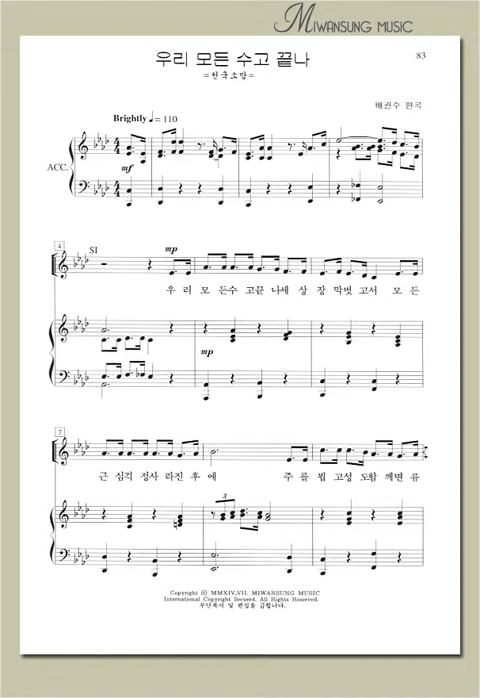 MIWANSUNG MUSIC
우리 모든 수고 끝나
83
=천국소망=
배권수 편곡
Brightly ♩= 110
ACC.
mf
4
S1
mp
우 리 모 든수 고끝 나세 상 장 막벗 고서 모 든
mp
7
근 심걱 정사 라진 후 에 주 를 뵙 고성 도합 께면 류
3
Copyright © MMXIV,VII. MIWANSUNG MUSIC
International Copyright Secured. All Rights Reserved.
무단복사 및 편집을 금합니다.